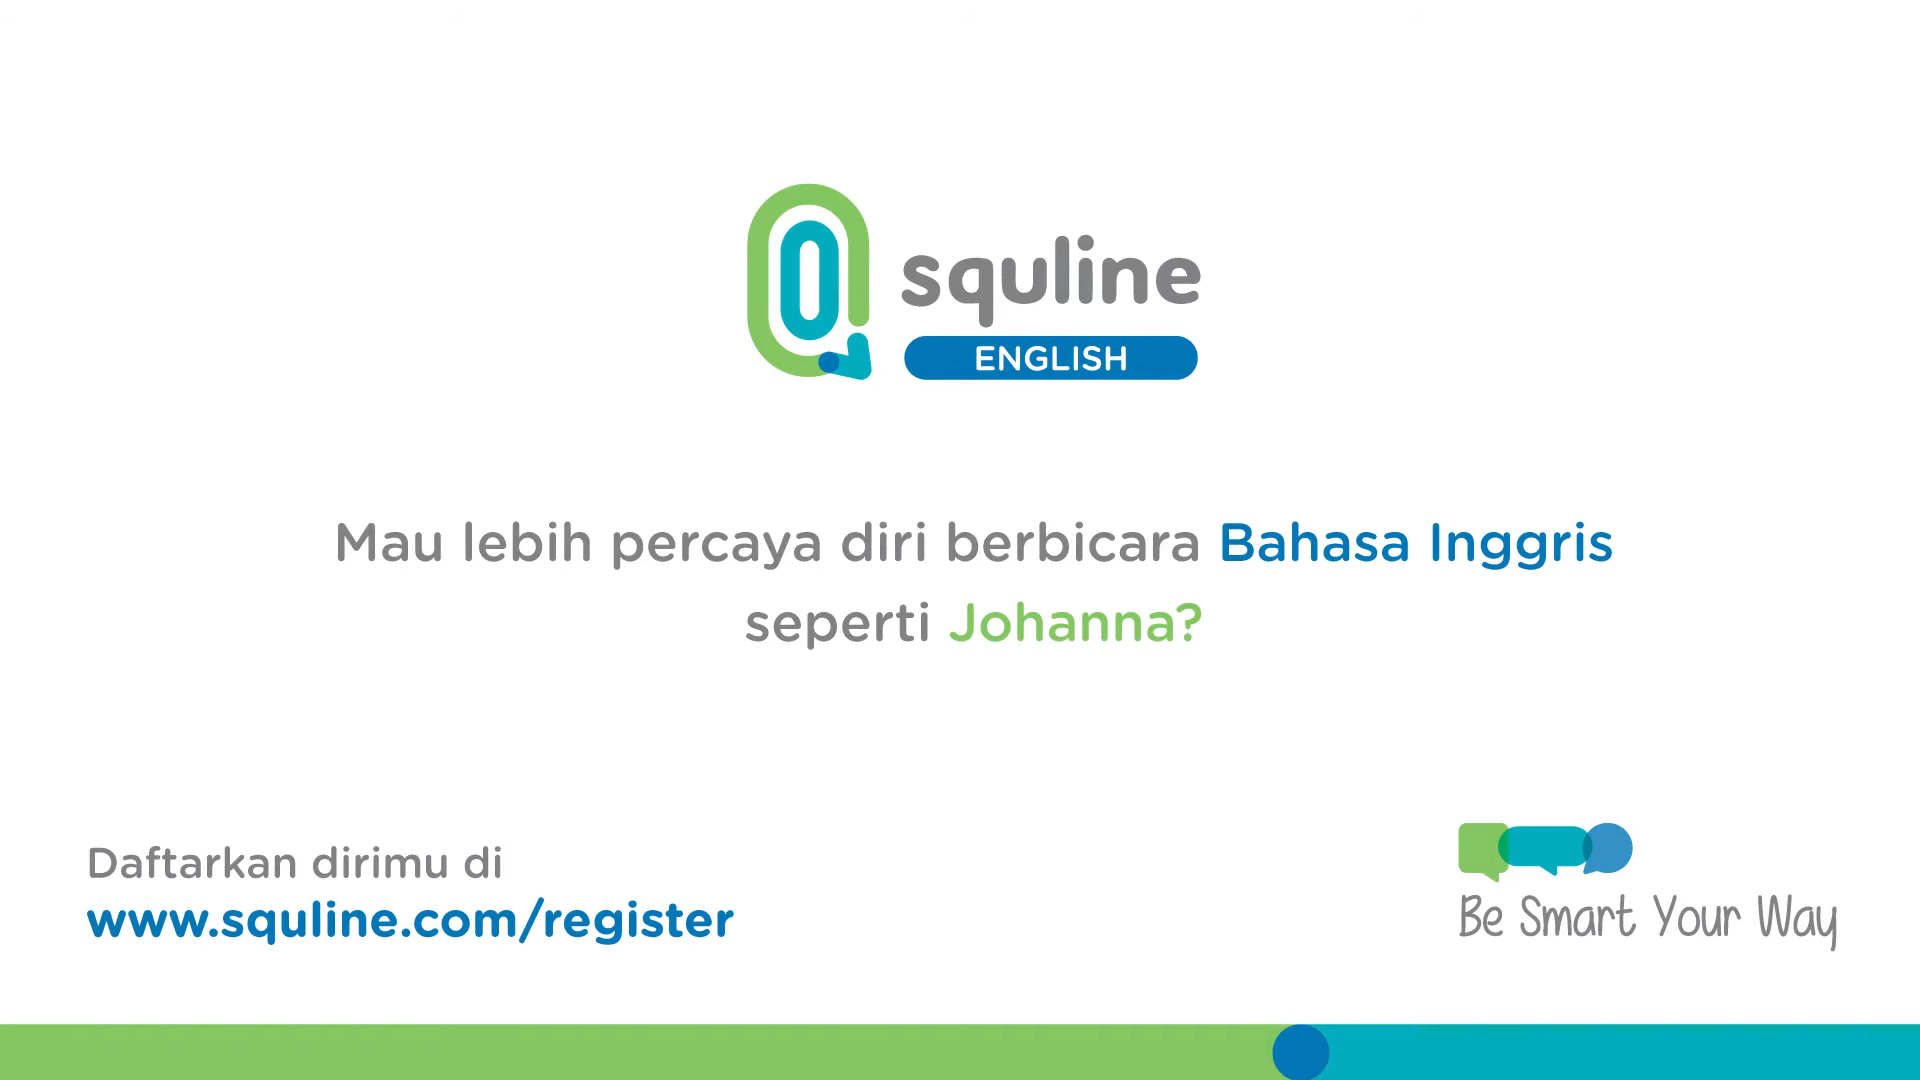 squline
ENGLISH
Mau lebih percaya diri berbicara Bahasa Inggris
seperti Johanna?
Daftarkan dirimu di
www.squline.com/register
Be Smart Your Way